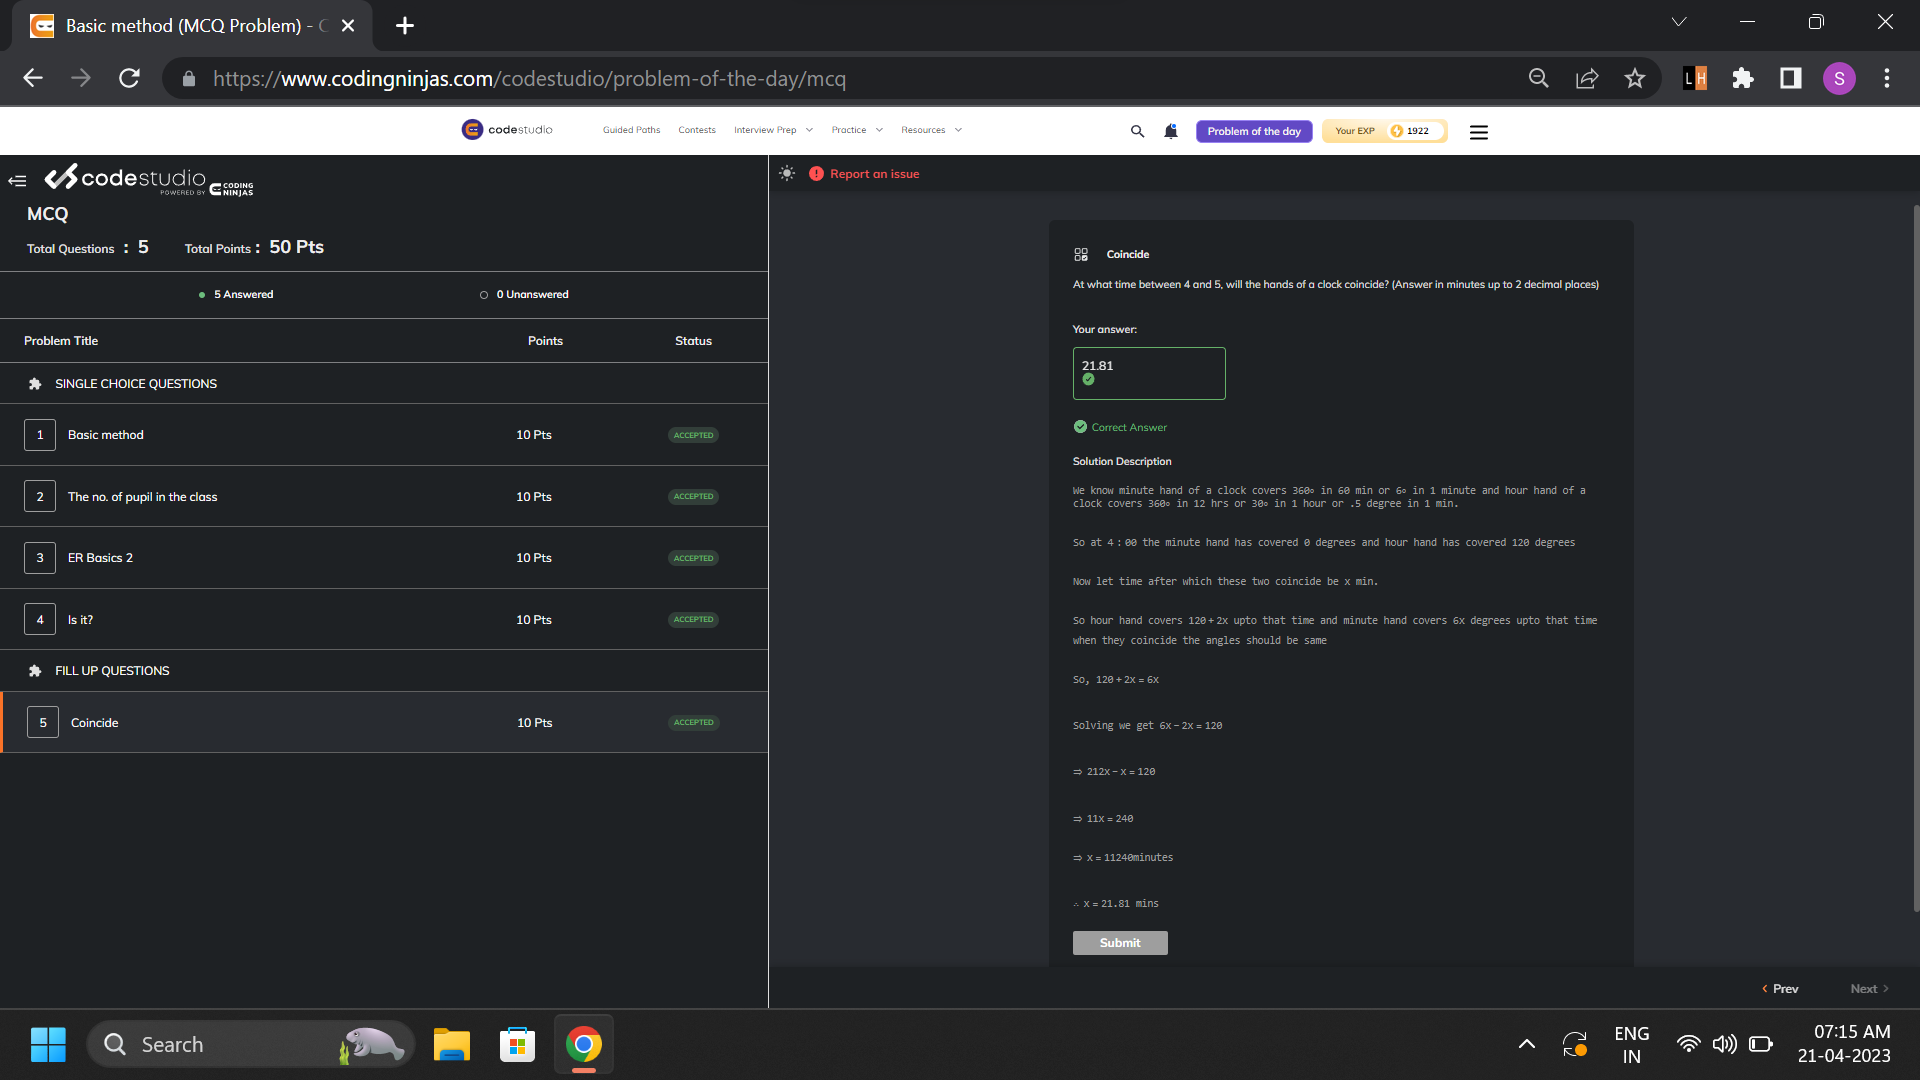 Basic method (MCQ Problem) -
https://www.codingninjas.com/codestudio/problem-of-the-day/mcq
LH
S
codestudio
Guided Paths
Contests
Interview Prep
Practice
Resources
Problem of the day
Your EXP
1922
codestudio
POWERED BY CODING NINJAS
Report an issue
MCQ
Total Questions : 5
Total Points : 50 Pts
5 Answered
0 Unanswered
Problem Title
Points
Status
SINGLE CHOICE QUESTIONS
1 Basic method 10 Pts ACCEPTED
2 The no. of pupil in the class 10 Pts ACCEPTED
3 ER Basics 2 10 Pts ACCEPTED
4 Is it? 10 Pts ACCEPTED
FILL UP QUESTIONS
5 Coincide 10 Pts ACCEPTED
Coincide
At what time between 4 and 5, will the hands of a clock coincide? (Answer in minutes up to 2 decimal places)
Your answer:
21.81
Correct Answer
Solution Description
We know minute hand of a clock covers 360∘ in 60 min or 6∘ in 1 minute and hour hand of a
clock covers 360∘ in 12 hrs or 30∘ in 1 hour or .5 degree in 1 min.
So at 4 : 00 the minute hand has covered 0 degrees and hour hand has covered 120 degrees
Now let time after which these two coincide be x min.
So hour hand covers 120 + 2x upto that time and minute hand covers 6x degrees upto that time
when they coincide the angles should be same
So, 120 + 2x = 6x
Solving we get 6x − 2x = 120
⇒ 212x − x = 120
⇒ 11x = 240
⇒ x = 11240minutes
∴ x = 21.81 mins
Submit
< Prev
Next >
Search
ENG
IN
07:15 AM
21-04-2023